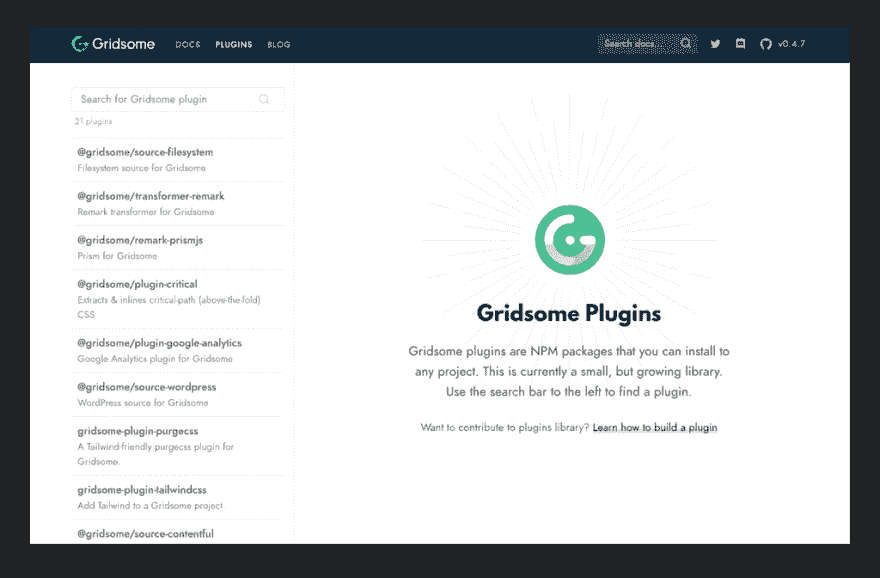 Gridsome DOCS PLUGINS BLOG Search docs... v0.4.7
Search for Gridsome plugin
21 plugins
@gridsome/source-filesystem
Filesystem source for Gridsome
@gridsome/transformer-remark
Remark transformer for Gridsome
@gridsome/remark-prismjs
Prism for Gridsome
@gridsome/plugin-critical
Extracts & inlines critical-path (above-the-fold)
CSS
@gridsome/plugin-google-analytics
Google Analytics plugin for Gridsome
@gridsome/source-wordpress
WordPress source for Gridsome
gridsome-plugin-purgecss
A Tailwind-friendly purgecss plugin for
Gridsome.
gridsome-plugin-tailwindcss
Add Tailwind to a Gridsome project.
@gridsome/source-contentful
Gridsome Plugins
Gridsome plugins are NPM packages that you can install to
any project. This is currently a small, but growing library.
Use the search bar to the left to find a plugin.
Want to contribute to plugins library? Learn how to build a plugin